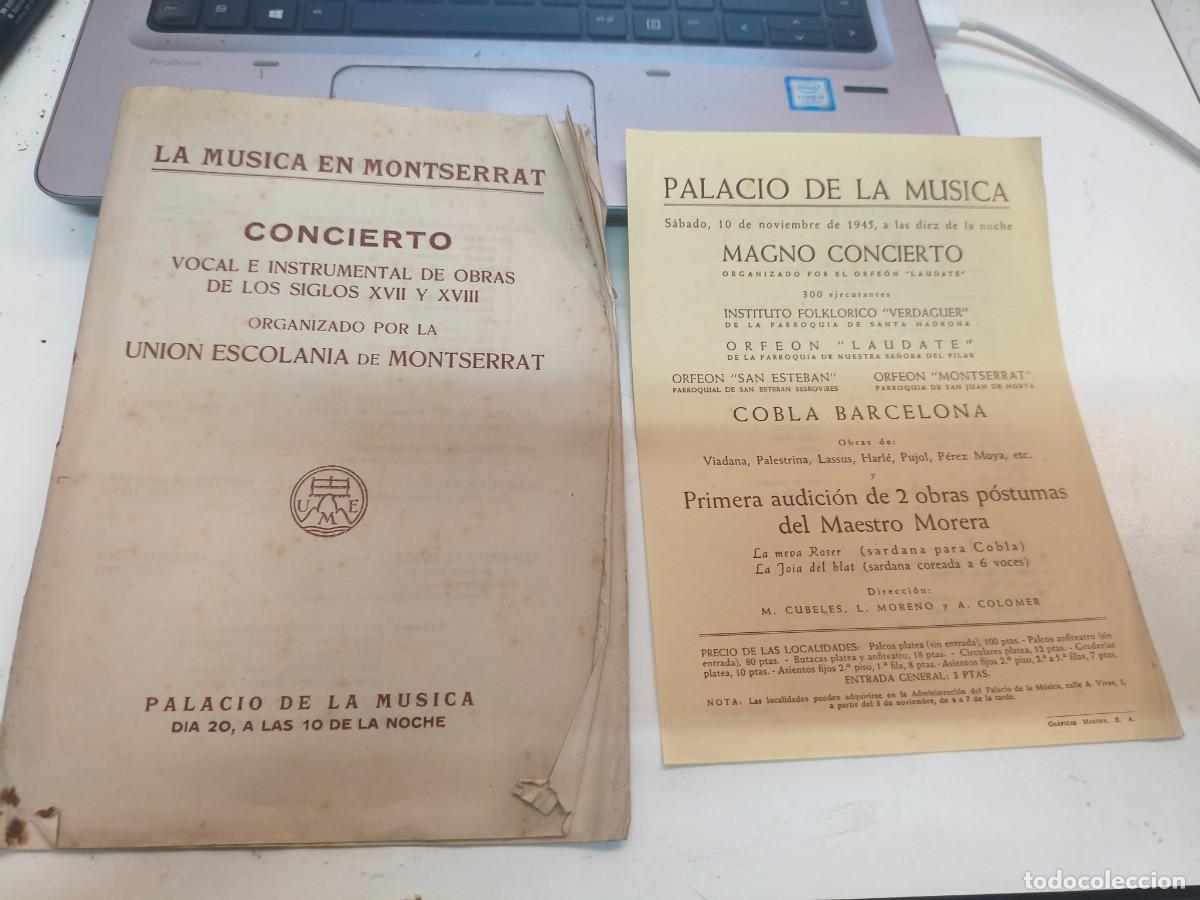 ProBook
LA MUSICA EN MONTSERRAT
CONCIERTO
VOCAL E INSTRUMENTAL DE OBRAS
DE LOS SIGLOS XVII Y XVIII
ORGANIZADO POR LA
UNION ESCOLANIA DE MONTSERRAT
U M E
PALACIO DE LA MUSICA
DIA 20, A LAS 10 DE LA NOCHE
PALACIO DE LA MUSICA
Sábado, 10 de noviembre de 1945, a las diez de la noche
MAGNO CONCIERTO
ORGANIZADO POR EL ORFEÓN "LAUDATE"
300 ejecutantes
INSTITUTO FOLKLORICO "VERDAGUER"
DE LA PARROQUIA DE SANTA MADRONA
ORFEON "LAUDATE"
DE LA PARROQUIA DE NUESTRA SEÑORA DEL PILAR
ORFEON "SAN ESTEBAN" ORFEON "MONTSERRAT"
PARROQUIAL DE SAN ESTEBAN SESROVIRES PARROQUIA DE SAN JUAN DE HORTA
COBLA BARCELONA
Obras de:
Viadana, Palestrina, Lassus, Harlé, Pujol, Pérez Moya, etc.
y
Primera audición de 2 obras póstumas
del Maestro Morera
La meva Roser (sardana para Cobla)
La Joia del blat (sardana coreada a 6 voces)
Dirección:
M. CUBELES, L. MORENO y A. COLOMER
PRECIO DE LAS LOCALIDADES: Palcos platea (sin entrada), 100 ptas. - Palcos anfiteatro (sin
entrada), 80 ptas. - Butacas platea y anfiteatro, 18 ptas. - Circulares platea, 12 ptas. - Graderías
platea, 10 ptas. - Asientos fijos 2.º piso, 1.ª fila, 8 ptas. - Asientos fijos 2.º piso, 2.ª a 5.ª filas, 7 ptas.
ENTRADA GENERAL: 3 PTAS.
NOTA: Las localidades pueden adquirirse en la Administración del Palacio de la Música, calle A. Vives, 1,
a partir del 3 de noviembre, de 4 a 7 de la tarde.
GRÁFICAS MARINA, S. A.
todocoleccion